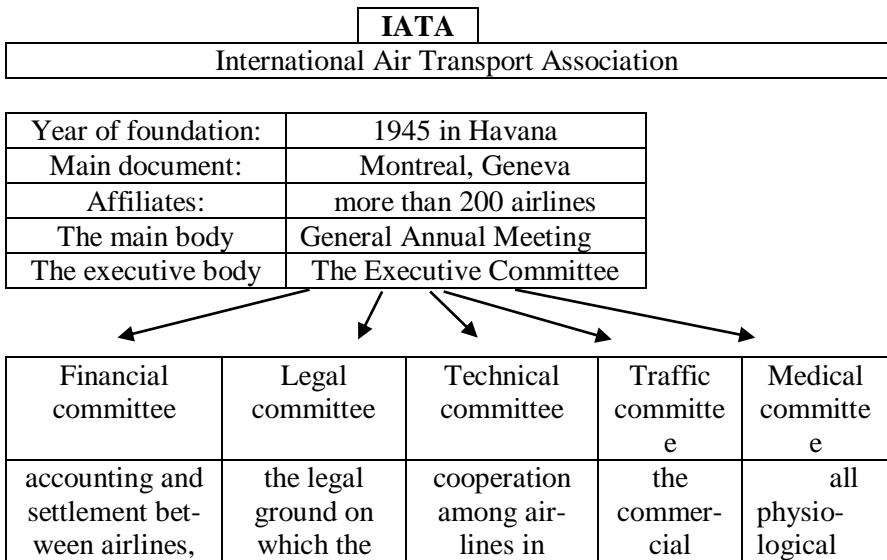 IATA
International Air Transport Association
Year of foundation: 1945 in Havana
Main document: Montreal, Geneva
Affiliates: more than 200 airlines
The main body General Annual Meeting
The executive body The Executive Committee
Financial committee
Legal committee
Technical committee
Traffic committe
e
Medical committe
e
accounting and
settlement bet-
ween airlines,
the legal
ground on
which the
cooperation
among air-
lines in
the
commer-
cial
all
physio-
logical